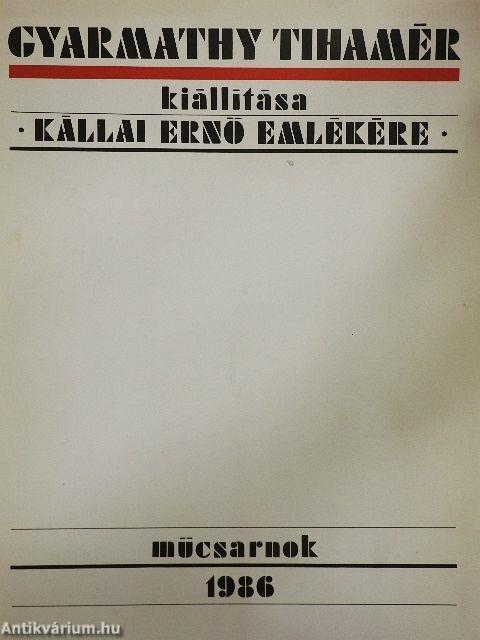 GYARMATHY TIHAMÉR
kiállítása
· KÁLLAI ERNŐ EMLÉKÉRE ·
műcsarnok
1986
Antikvárium.hu